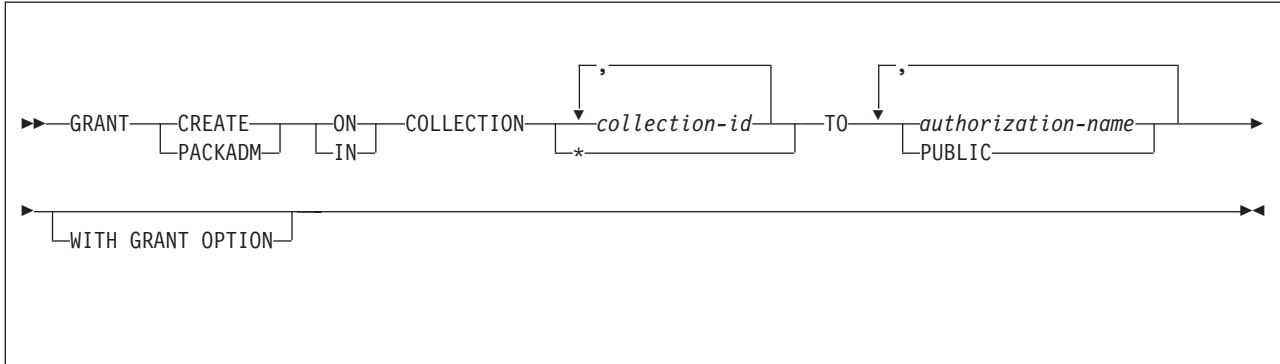 , ,
GRANT CREATE ON COLLECTION collection-id TO authorization-name
PACKADM IN * PUBLIC
WITH GRANT OPTION